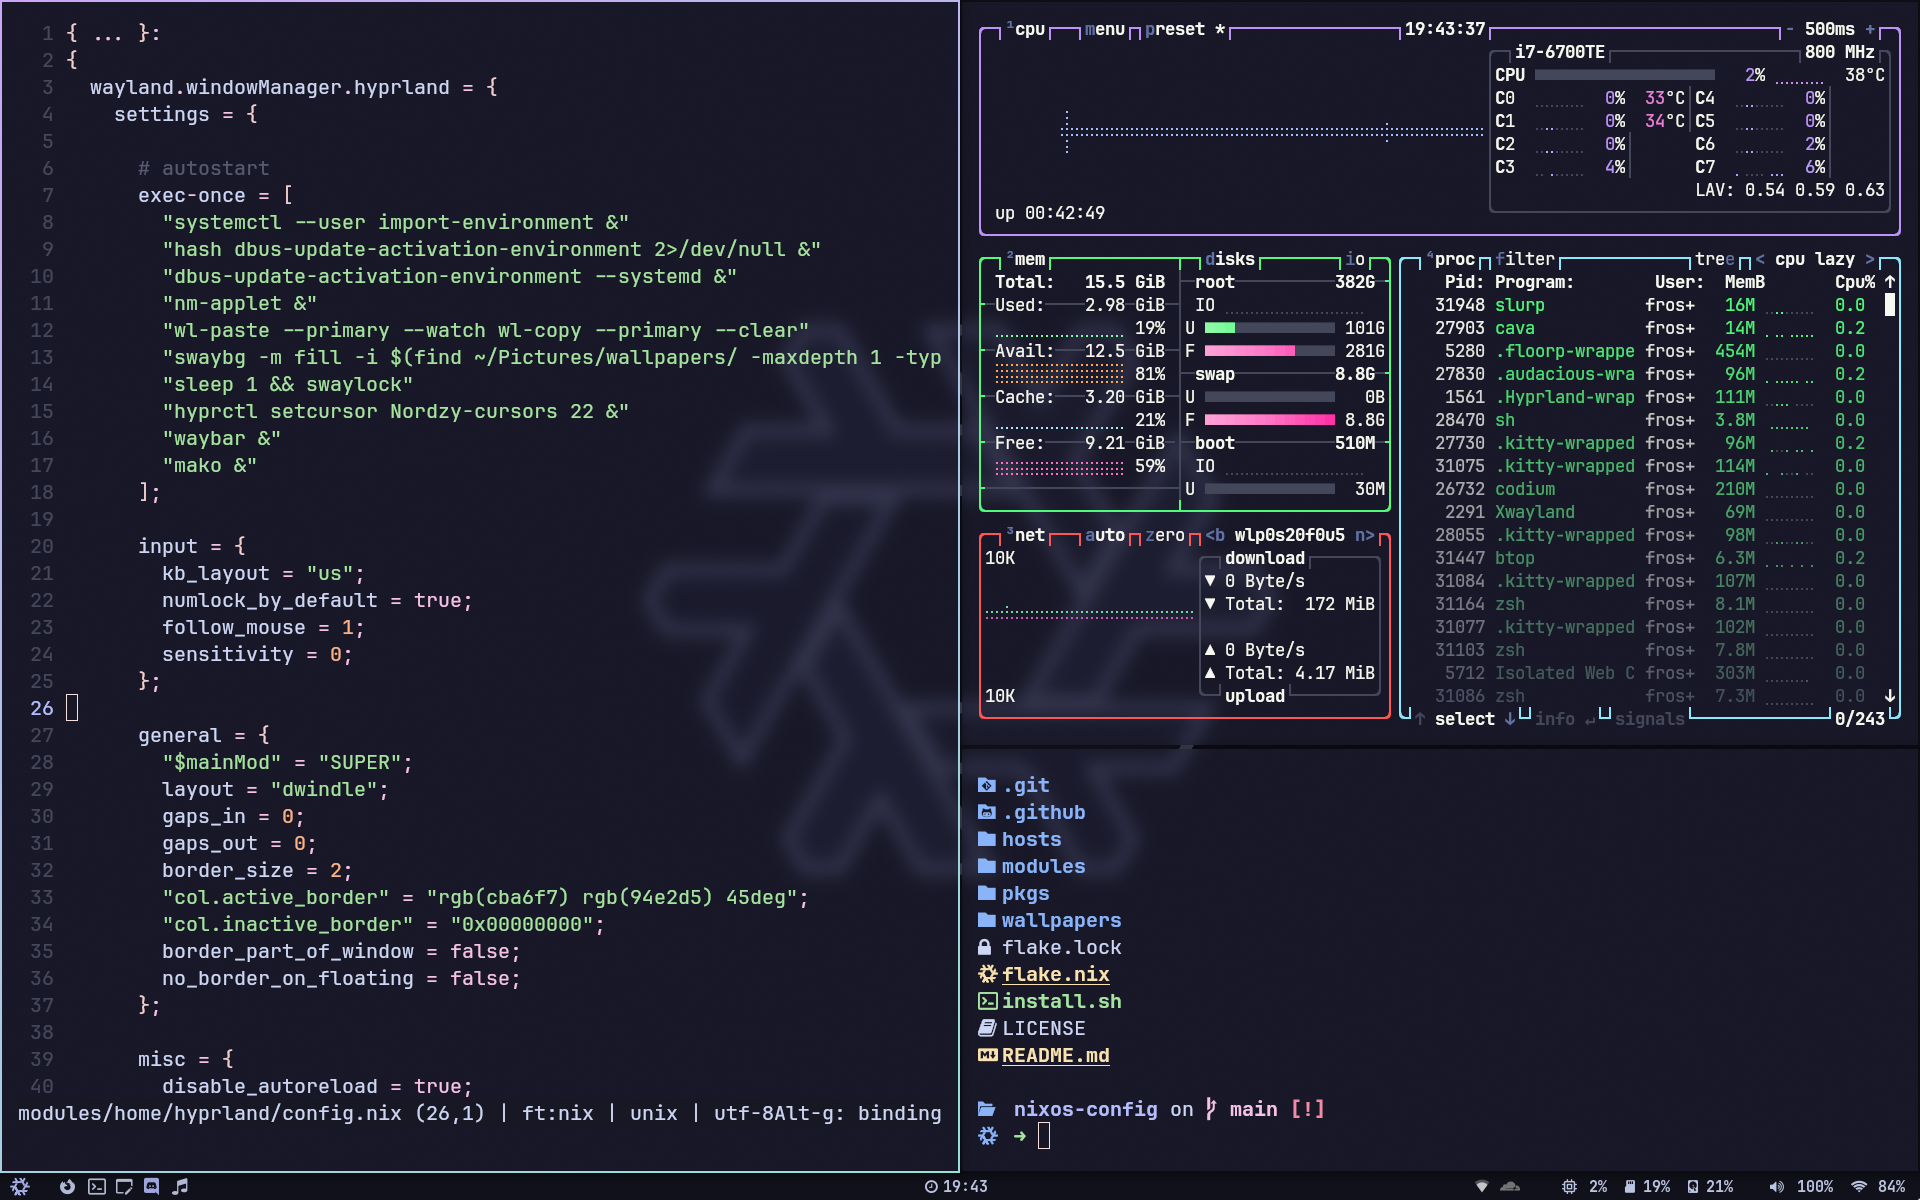 1 { ... }:
2 {
3 wayland.windowManager.hyprland = {
4 settings = {
5
6 # autostart
7 exec-once = [
8 "systemctl --user import-environment &"
9 "hash dbus-update-activation-environment 2>/dev/null &"
10 "dbus-update-activation-environment --systemd &"
11 "nm-applet &"
12 "wl-paste --primary --watch wl-copy --primary --clear"
13 "swaybg -m fill -i $(find ~/Pictures/wallpapers/ -maxdepth 1 -typ
14 "sleep 1 && swaylock"
15 "hyprctl setcursor Nordzy-cursors 22 &"
16 "waybar &"
17 "mako &"
18 ];
19
20 input = {
21 kb_layout = "us";
22 numlock_by_default = true;
23 follow_mouse = 1;
24 sensitivity = 0;
25 };
26
27 general = {
28 "$mainMod" = "SUPER";
29 layout = "dwindle";
30 gaps_in = 0;
31 gaps_out = 0;
32 border_size = 2;
33 "col.active_border" = "rgb(cba6f7) rgb(94e2d5) 45deg";
34 "col.inactive_border" = "0x00000000";
35 border_part_of_window = false;
36 no_border_on_floating = false;
37 };
38
39 misc = {
40 disable_autoreload = true;
modules/home/hyprland/config.nix (26,1) | ft:nix | unix | utf-8Alt-g: binding
¹cpu menu preset * 19:43:37 - 500ms +
i7-6700TE 800 MHz
CPU 2% 38°C
C0 0% 33°C C4 0%
C1 0% 34°C C5 0%
C2 0% C6 2%
C3 4% C7 6%
LAV: 0.54 0.59 0.63
up 00:42:49
²mem
Total: 15.5 GiB
Used: 2.98 GiB
19%
Avail: 12.5 GiB
81%
Cache: 3.20 GiB
21%
Free: 9.21 GiB
59%
disks io
root 382G
IO
U 101G
F 281G
swap 8.8G
U 0B
F 8.8G
boot 510M
IO
U 30M
³net auto zero <b wlp0s20f0u5 n>
10K
download
▼ 0 Byte/s
▼ Total: 172 MiB
▲ 0 Byte/s
▲ Total: 4.17 MiB
10K
upload
⁴proc filter tree < cpu lazy >
Pid: Program: User: MemB Cpu% ↑
31948 slurp fros+ 16M 0.0
27903 cava fros+ 14M 0.2
5280 .floorp-wrappe fros+ 454M 0.0
27830 .audacious-wra fros+ 96M 0.2
1561 .Hyprland-wrap fros+ 111M 0.0
28470 sh fros+ 3.8M 0.0
27730 .kitty-wrapped fros+ 96M 0.2
31075 .kitty-wrapped fros+ 114M 0.0
26732 codium fros+ 210M 0.0
2291 Xwayland fros+ 69M 0.0
28055 .kitty-wrapped fros+ 98M 0.0
31447 btop fros+ 6.3M 0.2
31084 .kitty-wrapped fros+ 107M 0.0
31164 zsh fros+ 8.1M 0.0
31077 .kitty-wrapped fros+ 102M 0.0
31103 zsh fros+ 7.8M 0.0
5712 Isolated Web C fros+ 303M 0.0
31086 zsh fros+ 7.3M 0.0 ↓
↑ select ↓ info ↵ signals 0/243
.git
.github
hosts
modules
pkgs
wallpapers
flake.lock
flake.nix
install.sh
LICENSE
README.md
nixos-config on main [!]
➜
19:43 2% 19% 21% 100% 84%